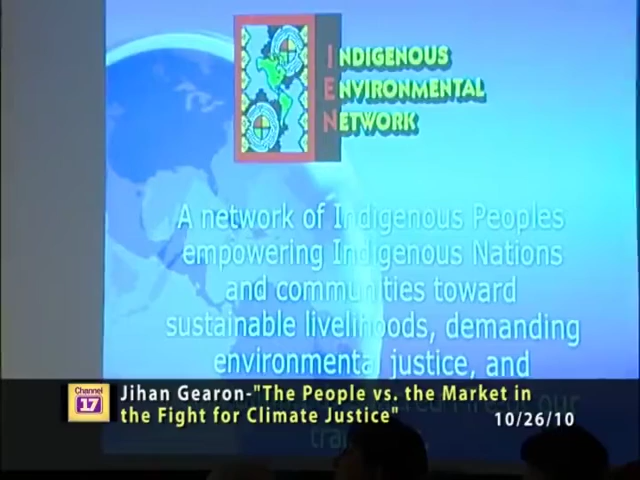 INDIGENOUS
ENVIRONMENTAL
NETWORK
A network of Indigenous Peoples
empowering Indigenous Nations
and communities toward
sustainable livelihoods, demanding
environmental justice, and
our
Channel
17
Jihan Gearon-"The People vs. the Market in
the Fight for Climate Justice"
10/26/10